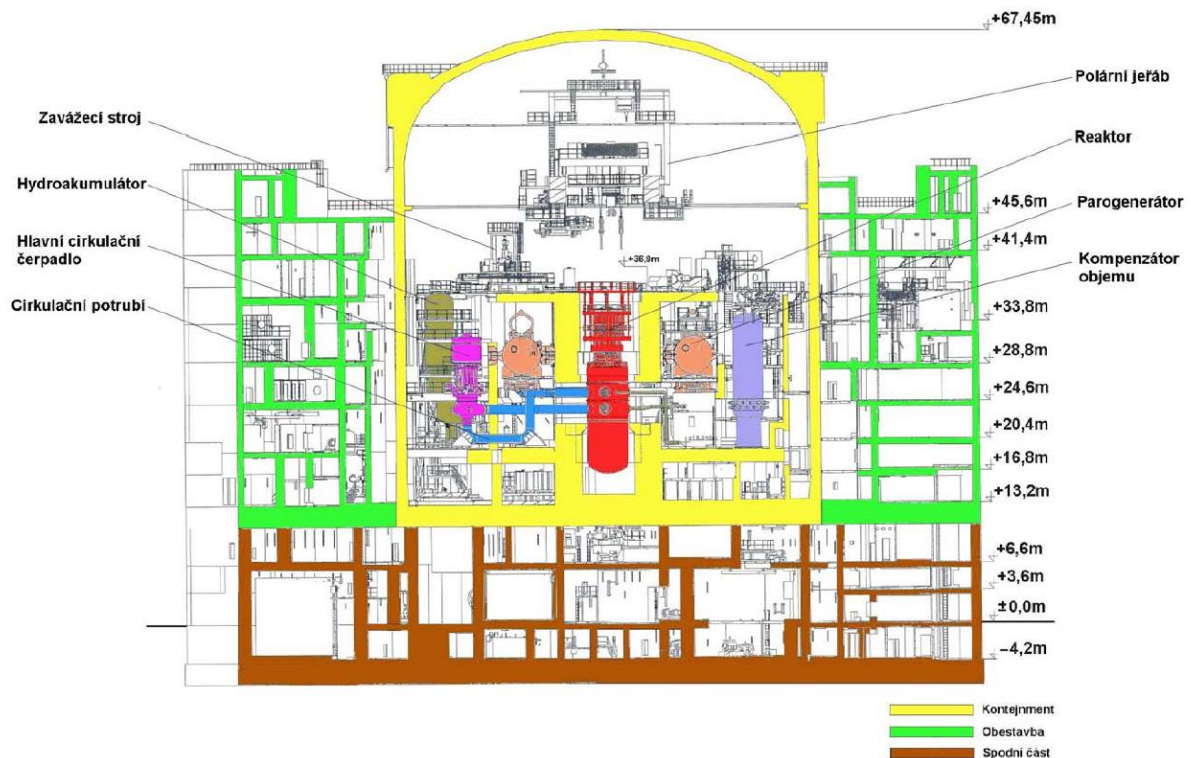 +67,45m
Polární jeřáb
Zavážecí stroj
Reaktor
Hydroakumulátor
+45,6m
Parogenerátor
Hlavní cirkulační
čerpadlo
+41,4m
Kompenzátor
objemu
+36,9m
Cirkulační potrubí
+33,8m
+28,8m
+24,6m
+20,4m
+16,8m
+13,2m
+6,6m
+3,6m
±0,0m
−4,2m
Kontejnment
Obestavba
Spodní část